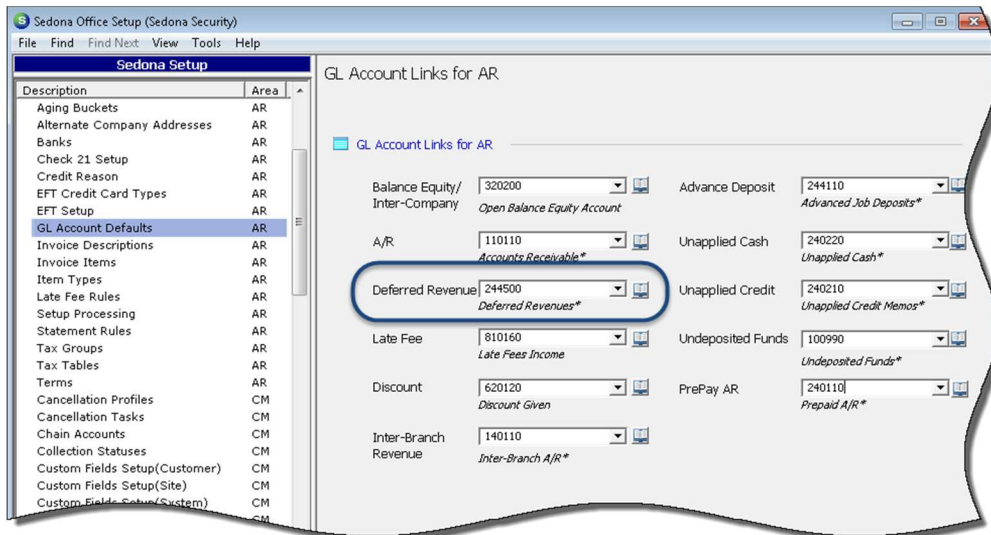 Sedona Office Setup (Sedona Security)
File Find Find Next View Tools Help
Sedona Setup
Description Area
Aging Buckets AR
Alternate Company Addresses AR
Banks AR
Check 21 Setup AR
Credit Reason AR
EFT Credit Card Types AR
EFT Setup AR
GL Account Defaults AR
Invoice Descriptions AR
Invoice Items AR
Item Types AR
Late Fee Rules AR
Setup Processing AR
Statement Rules AR
Tax Groups AR
Tax Tables AR
Terms AR
Cancellation Profiles CM
Cancellation Tasks CM
Chain Accounts CM
Collection Statuses CM
Custom Fields Setup(Customer) CM
Custom Fields Setup(Site) CM
Custom Fields Setup(System) CM
CM
GL Account Links for AR
GL Account Links for AR
Balance Equity/ Inter-Company 320200
Open Balance Equity Account
A/R 110110
Accounts Receivable*
Deferred Revenue 244500
Deferred Revenues*
Late Fee 810160
Late Fees Income
Discount 620120
Discount Given
Inter-Branch Revenue 140110
Inter-Branch A/R*
Advance Deposit 244110
Advanced Job Deposits*
Unapplied Cash 240220
Unapplied Cash*
Unapplied Credit 240210
Unapplied Credit Memos*
Undeposited Funds 100990
Undeposited Funds*
PrePay AR 240110
Prepaid A/R*